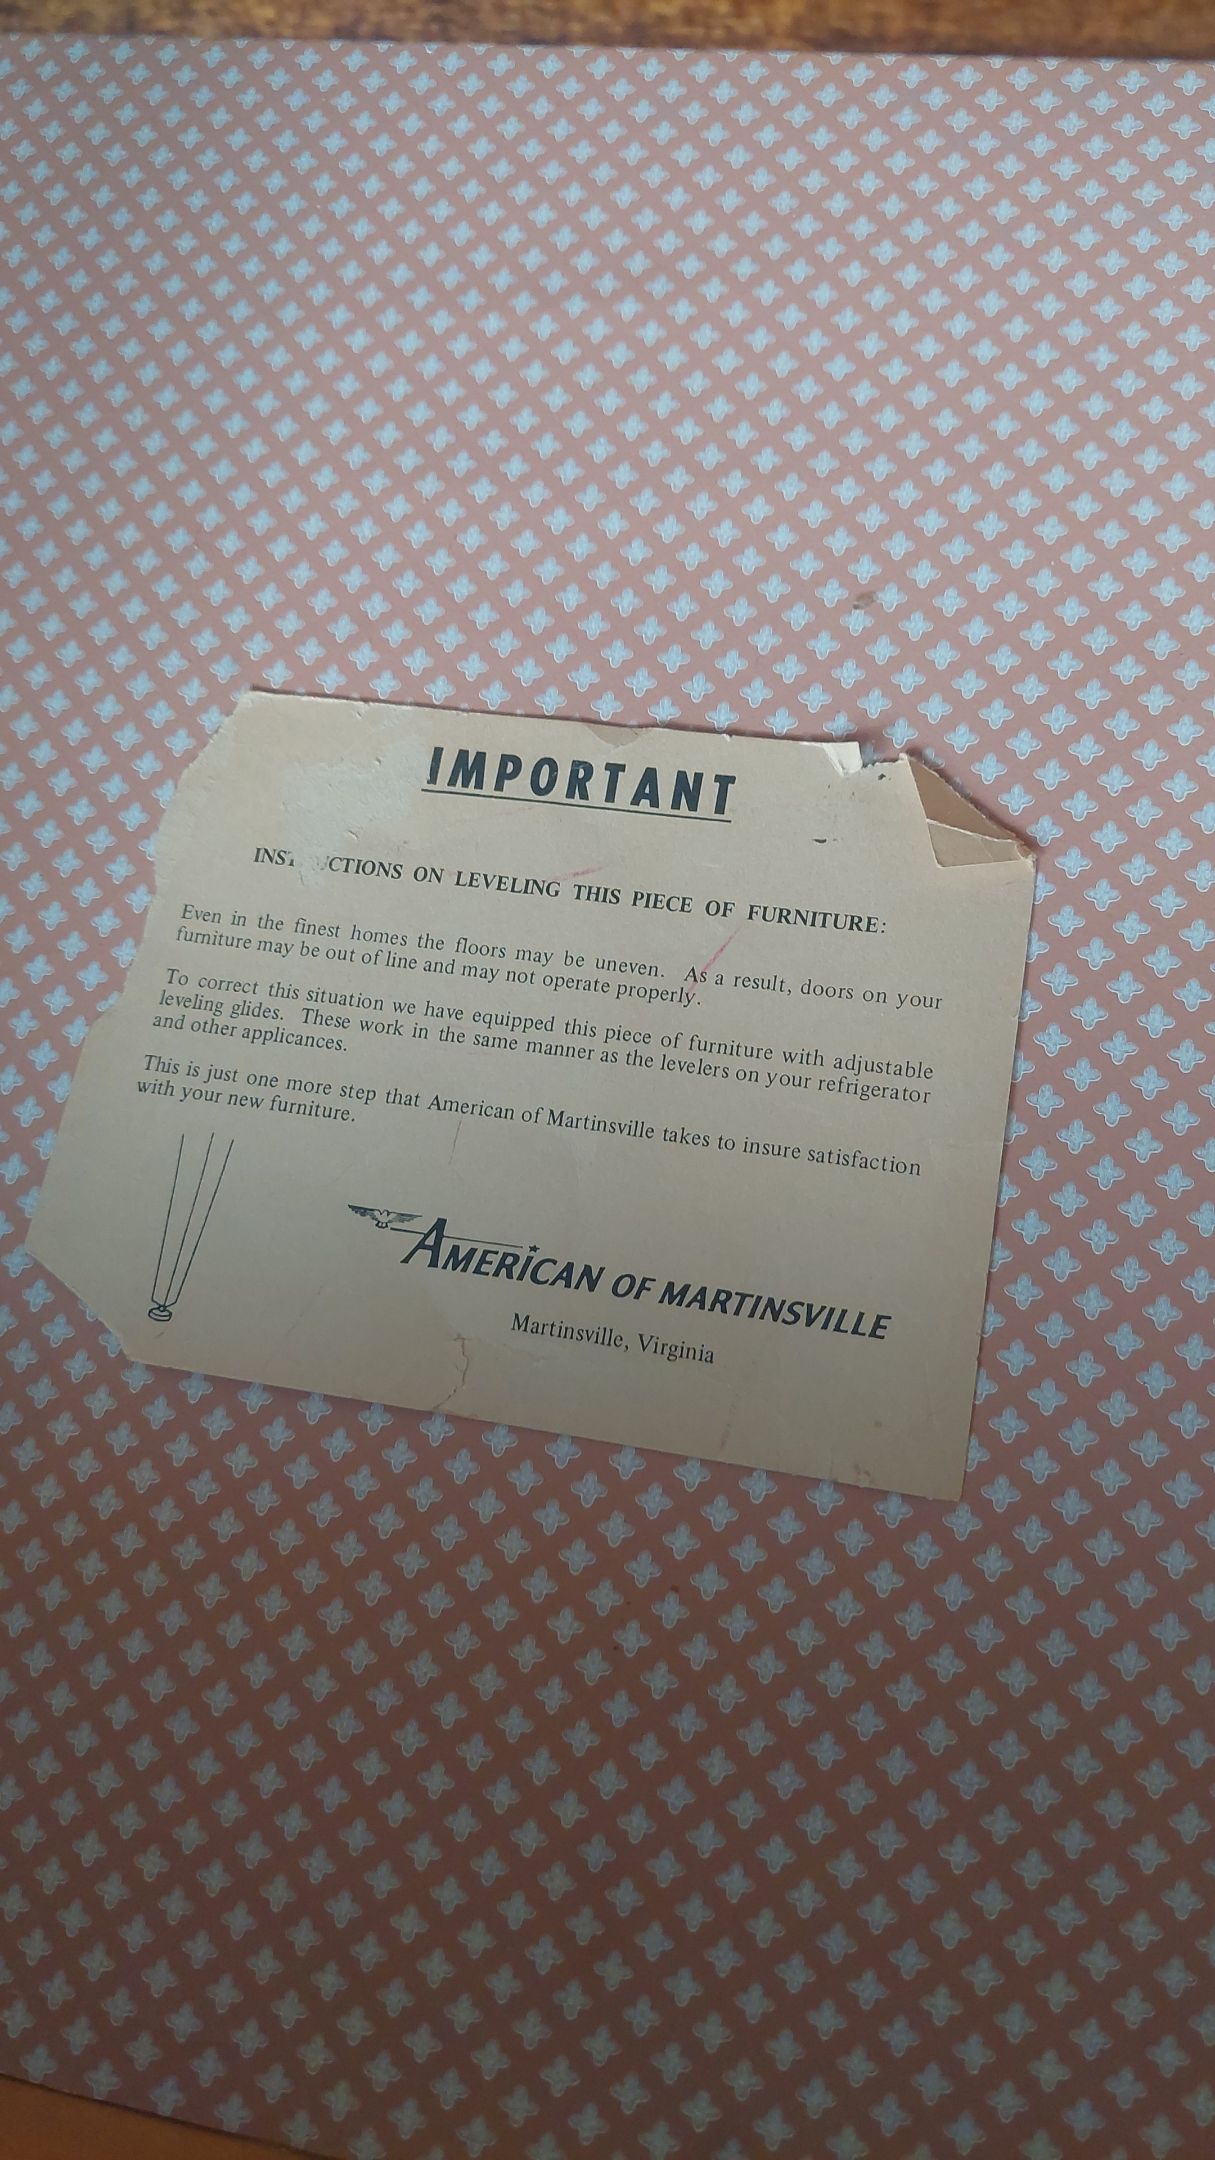 IMPORTANT
ON LEVELING THIS PIECE OF FURNITURE:
Even in the finest homes the floors may be uneven. As a result, doors on your
furniture may be out of line and may not operate properly.
To correct this situation we have equipped this piece of furniture with adjustable
leveling glides. These work in the same manner as the levelers on your refrigerator
and other applicances.
This is just one more step that American of Martinsville takes to insure satisfaction
with your new furniture.
AMERICAN OF MARTINSVILLE
Martinsville, Virginia